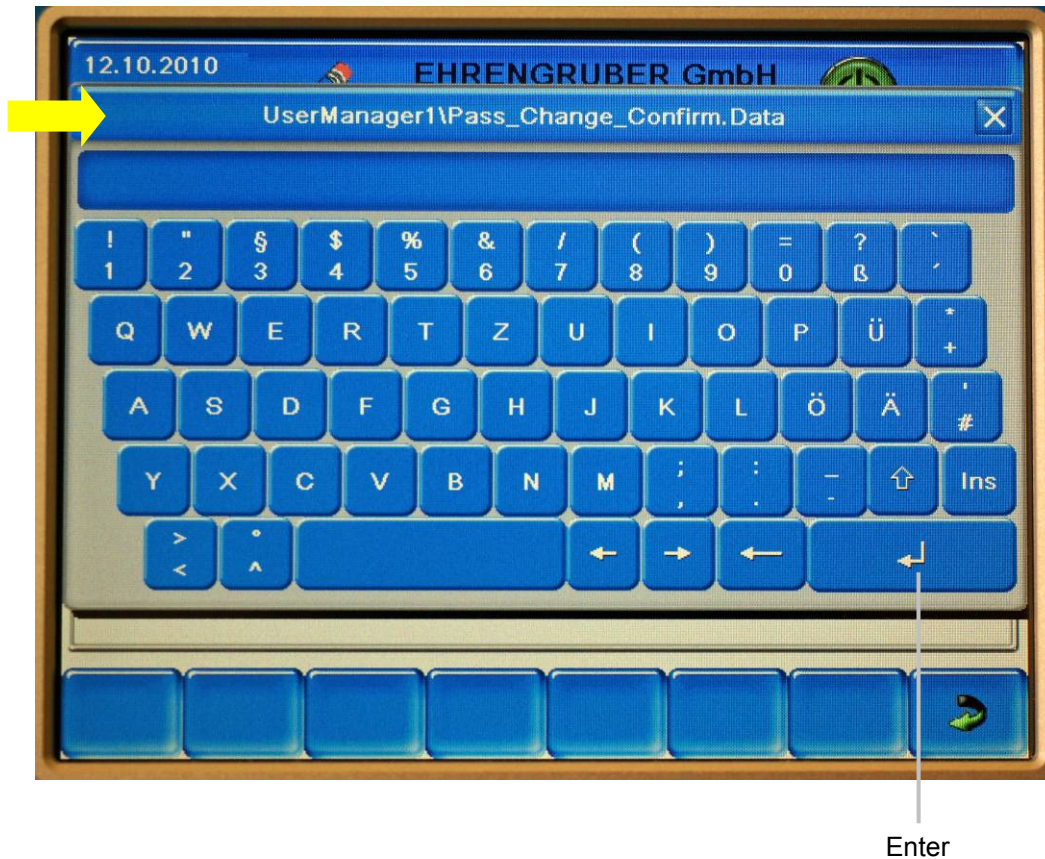 12.10.2010 EHRENGRUBER GmbH
UserManager1\Pass_Change_Confirm.Data
! " § $ % & / ( ) = ? `
1 2 3 4 5 6 7 8 9 0 ß ´
Q W E R T Z U I O P Ü * +
A S D F G H J K L Ö Ä ' #
Y X C V B N M ; , : . _ - ⇧ Ins
> < ° ^ ← → ⟵ ↵
Enter